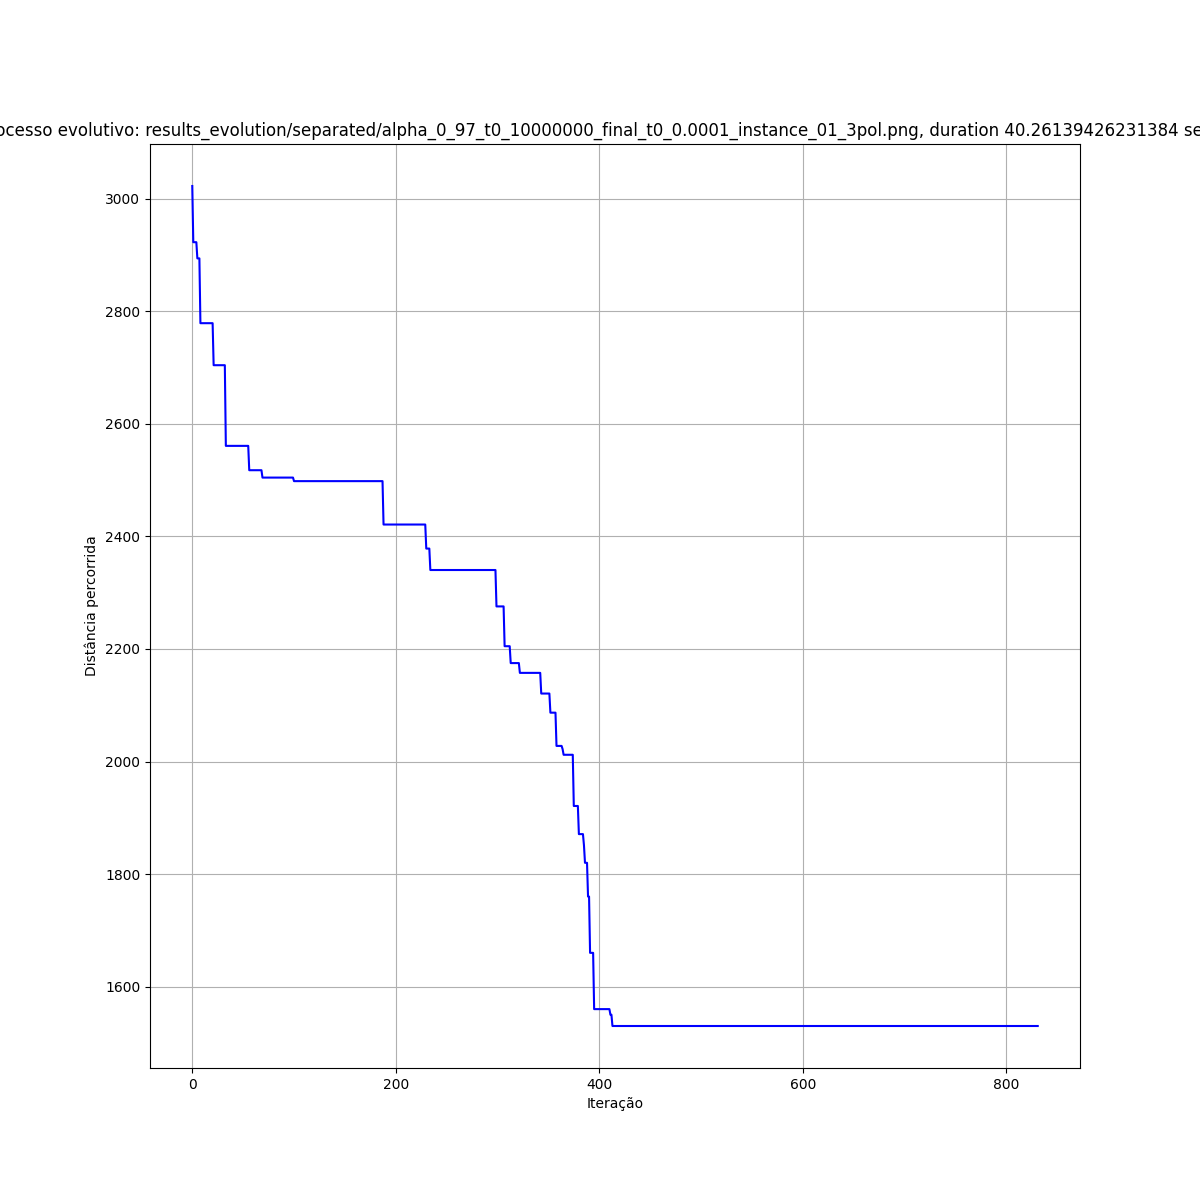 ocesso evolutivo: results_evolution/separated/alpha_0_97_t0_10000000_final_t0_0.0001_instance_01_3pol.png, duration 40.26139426231384 se
3000
2800
2600
2400
2200
2000
1800
1600
Distância percorrida
0 200 400 600 800
Iteração